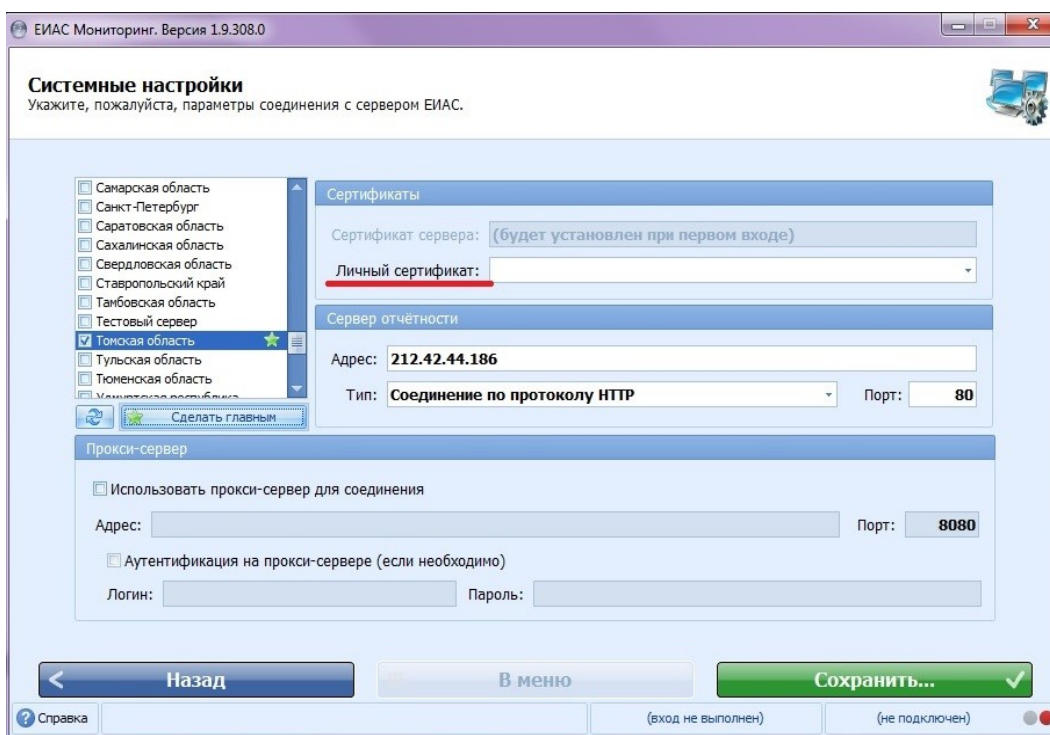 ЕИАС Мониторинг. Версия 1.9.308.0
Системные настройки
Укажите, пожалуйста, параметры соединения с сервером ЕИАС.
Самарская область
Санкт-Петербург
Саратовская область
Сахалинская область
Свердловская область
Ставропольский край
Тамбовская область
Тестовый сервер
Томская область
Тульская область
Тюменская область
Удмуртская республика
Сделать главным
Сертификаты
Сертификат сервера: (будет установлен при первом входе)
Личный сертификат:
Сервер отчётности
Адрес: 212.42.44.186
Тип: Соединение по протоколу HTTP Порт: 80
Прокси-сервер
Использовать прокси-сервер для соединения
Адрес: Порт: 8080
Аутентификация на прокси-сервере (если необходимо)
Логин: Пароль:
Назад В меню Сохранить...
Справка (вход не выполнен) (не подключен)